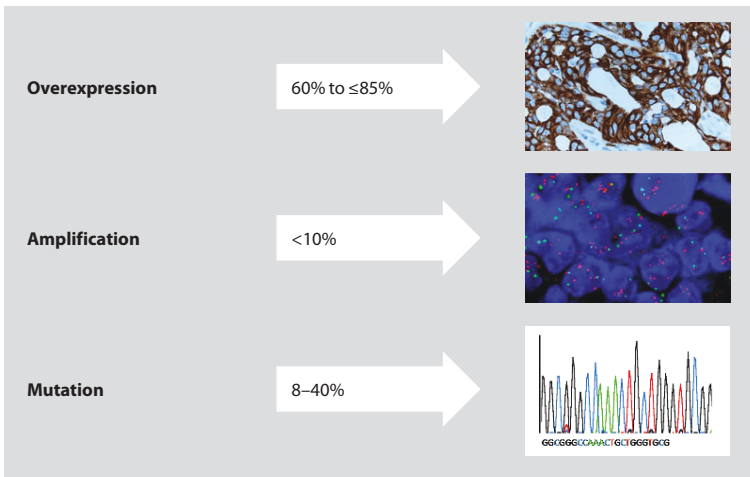 Overexpression
60% to ≤85%
Amplification
<10%
Mutation
8–40%
GGCGGGCCAAACTGCTGGGTGCG